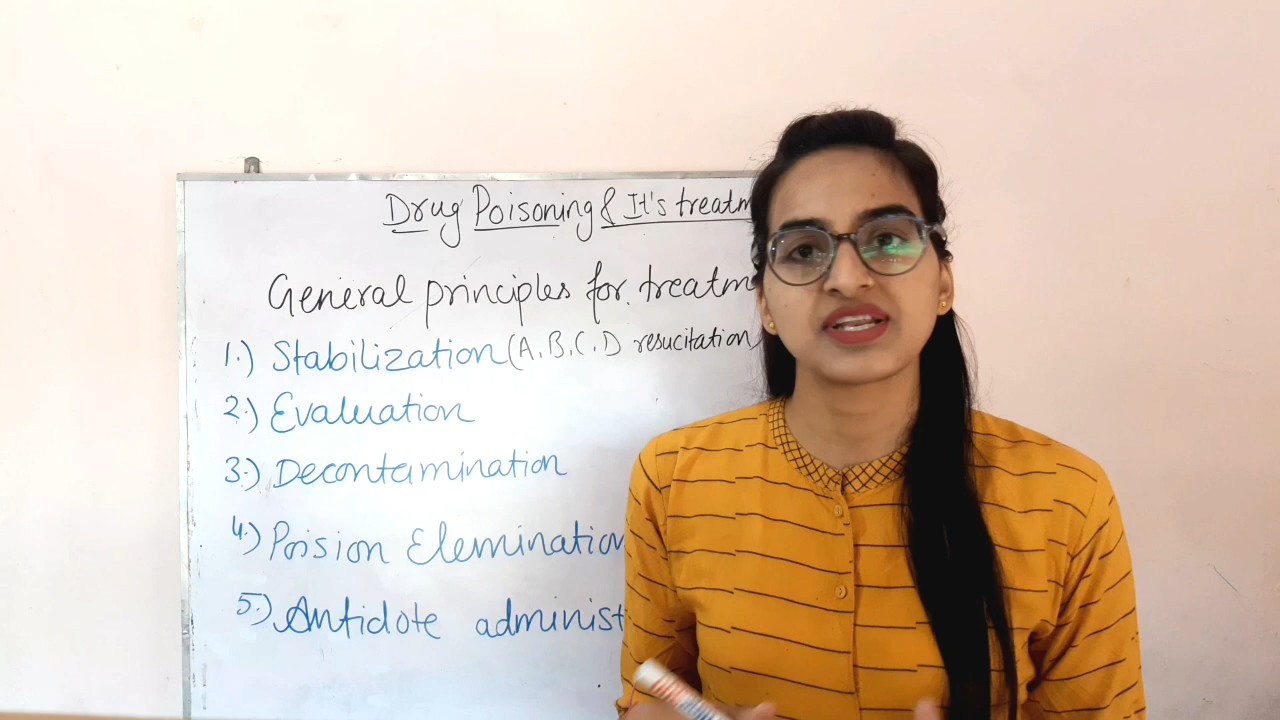 Drug Poisoning & It's treatm
General principles for treatm
1.) Stabilization (A, B, C, D resucitation
2.) Evaluation
3.) Decontamination
4.) Poision Elemination
5.) Antidote administ